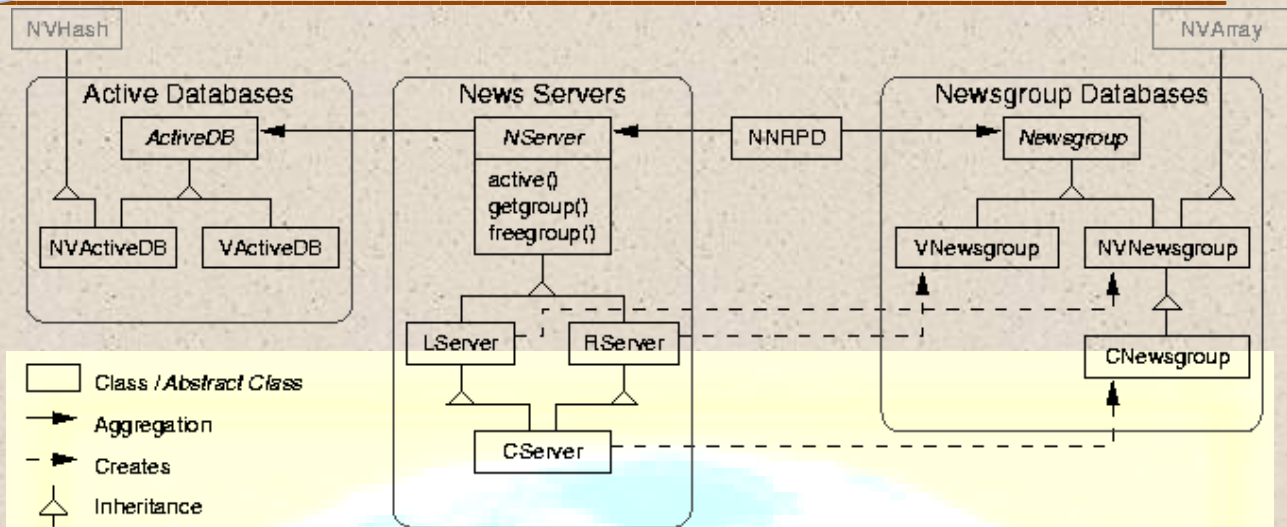 NVHash
NVArray
Active Databases
News Servers
Newsgroup Databases
ActiveDB
NServer
NNRPD
Newsgroup
active()
getgroup()
freegroup()
NVActiveDB
VActiveDB
VNewsgroup
NVNewsgroup
LServer
RServer
CNewsgroup
CServer
Class / Abstract Class
Aggregation
Creates
Inheritance